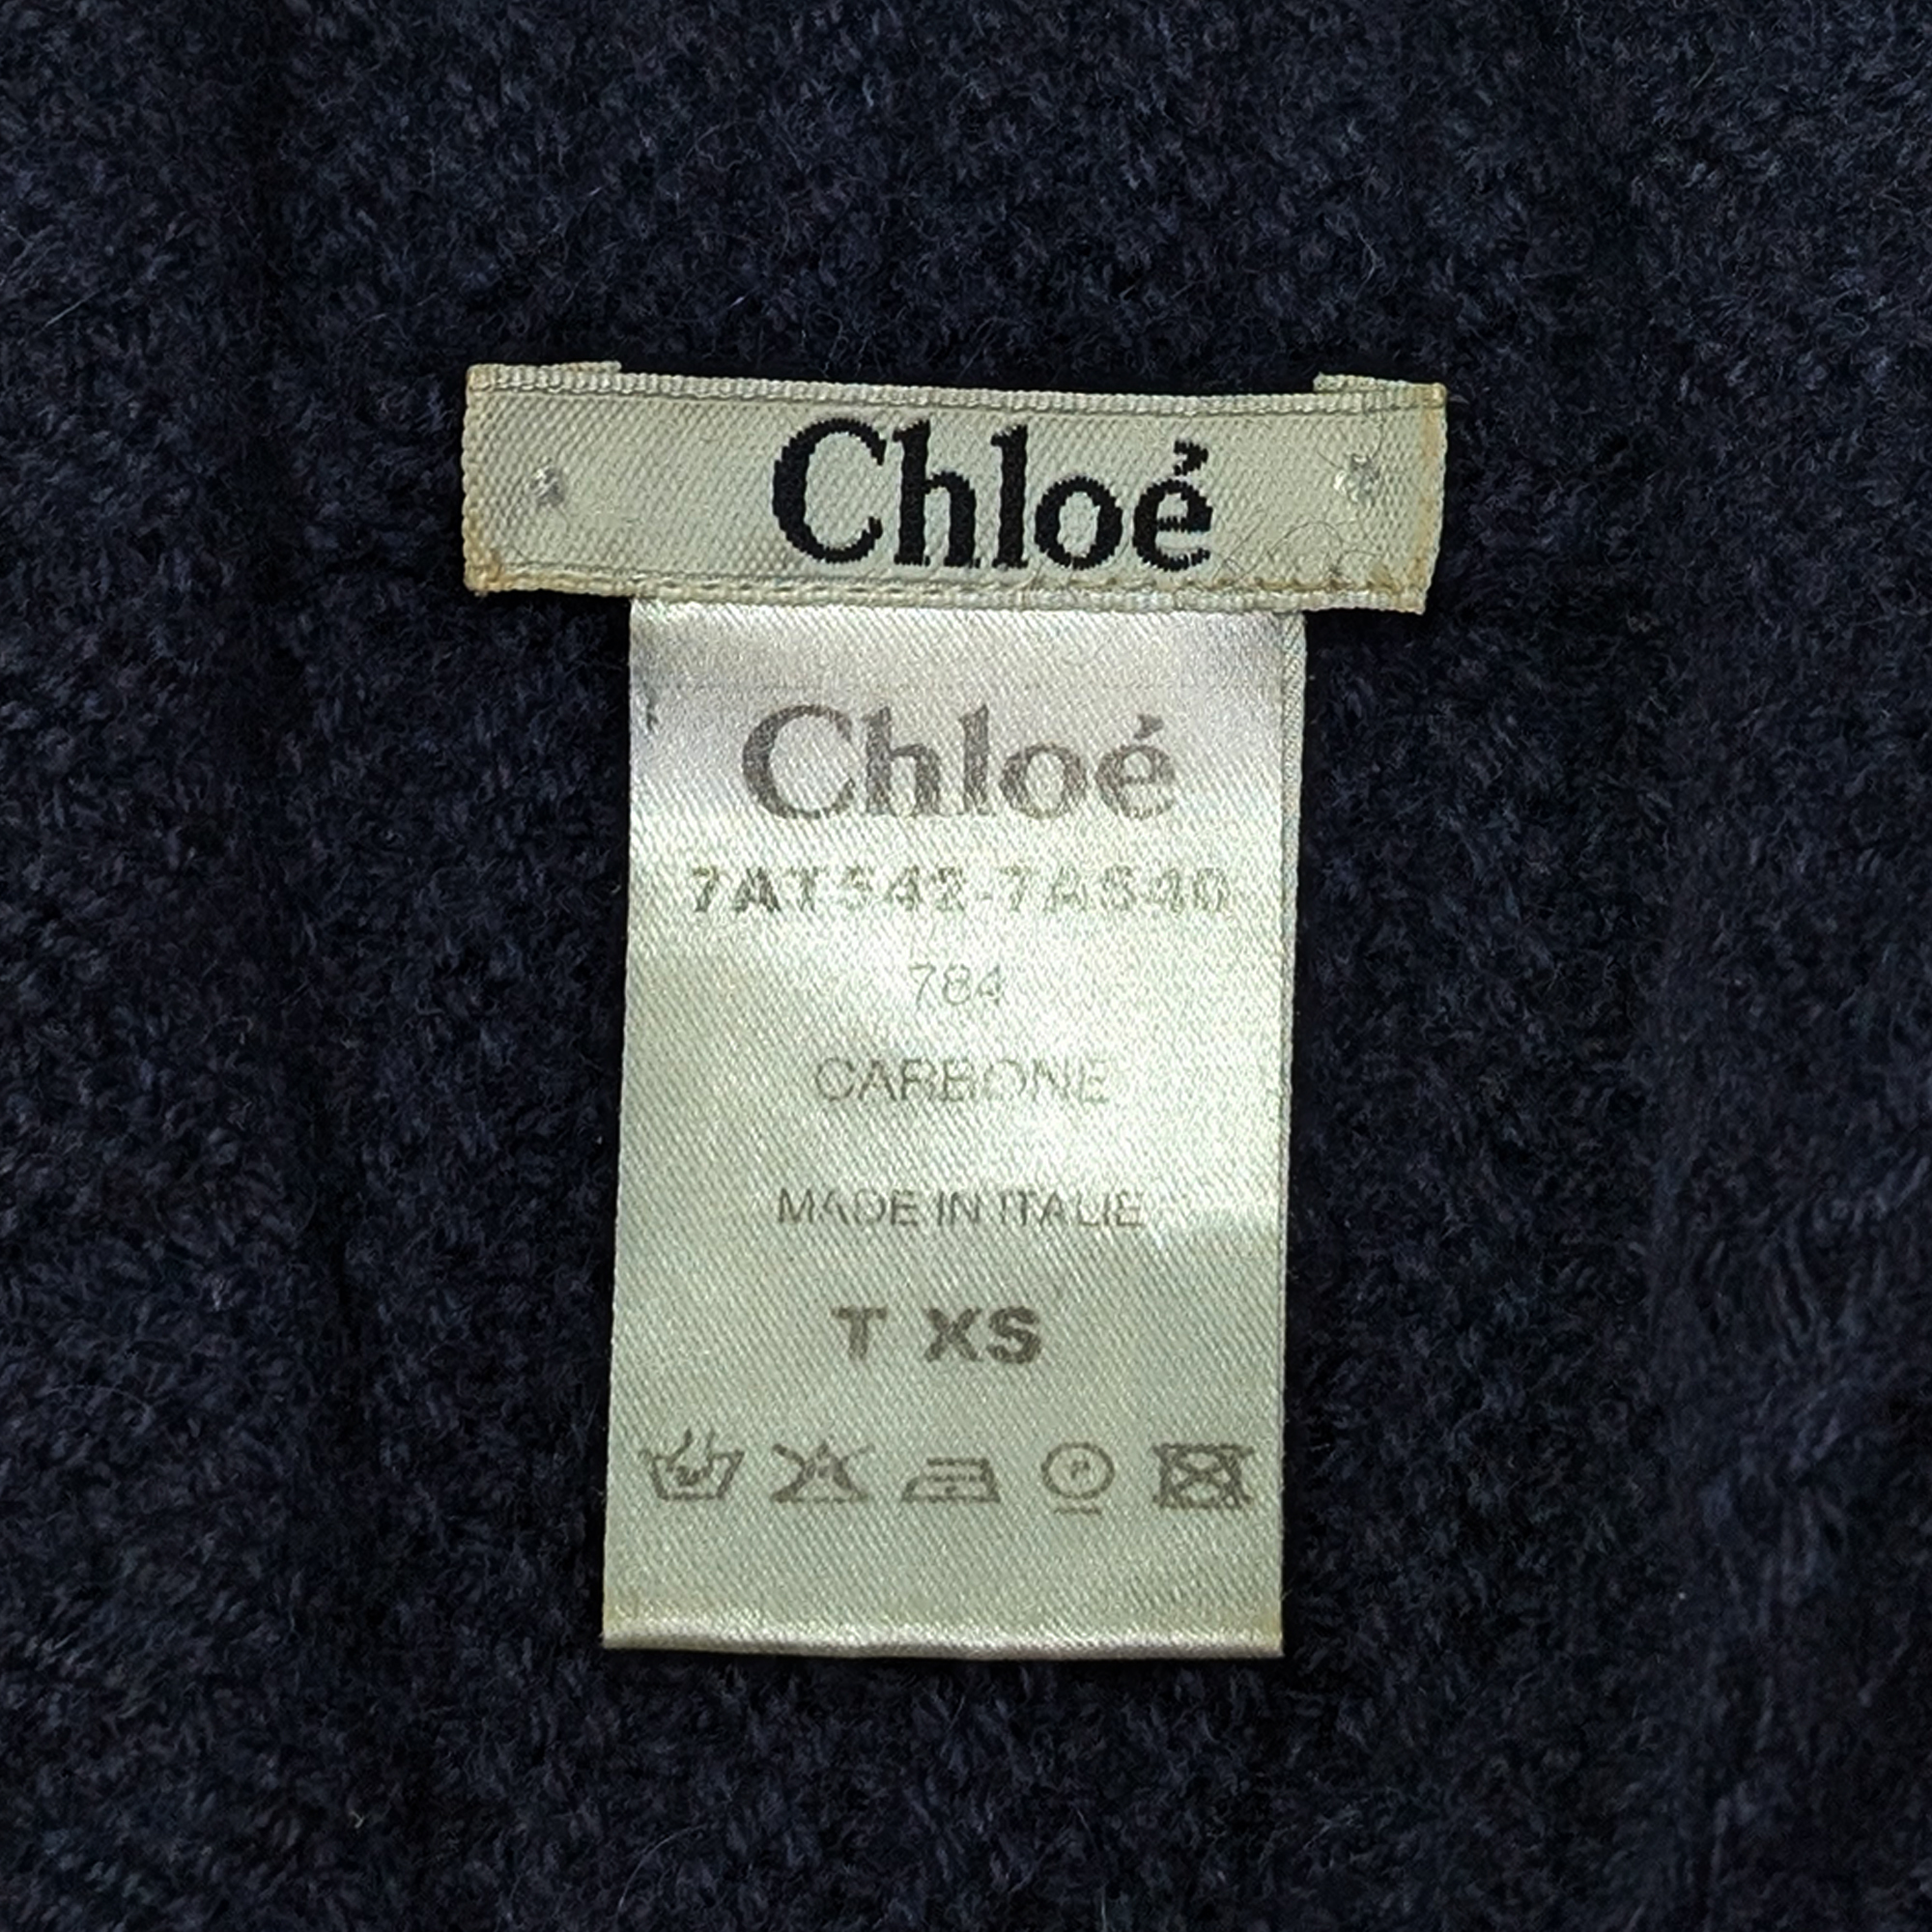 Chloé
Chloé
7AT542-7AS40
784
CARBONE
MADE IN ITALIE
T XS